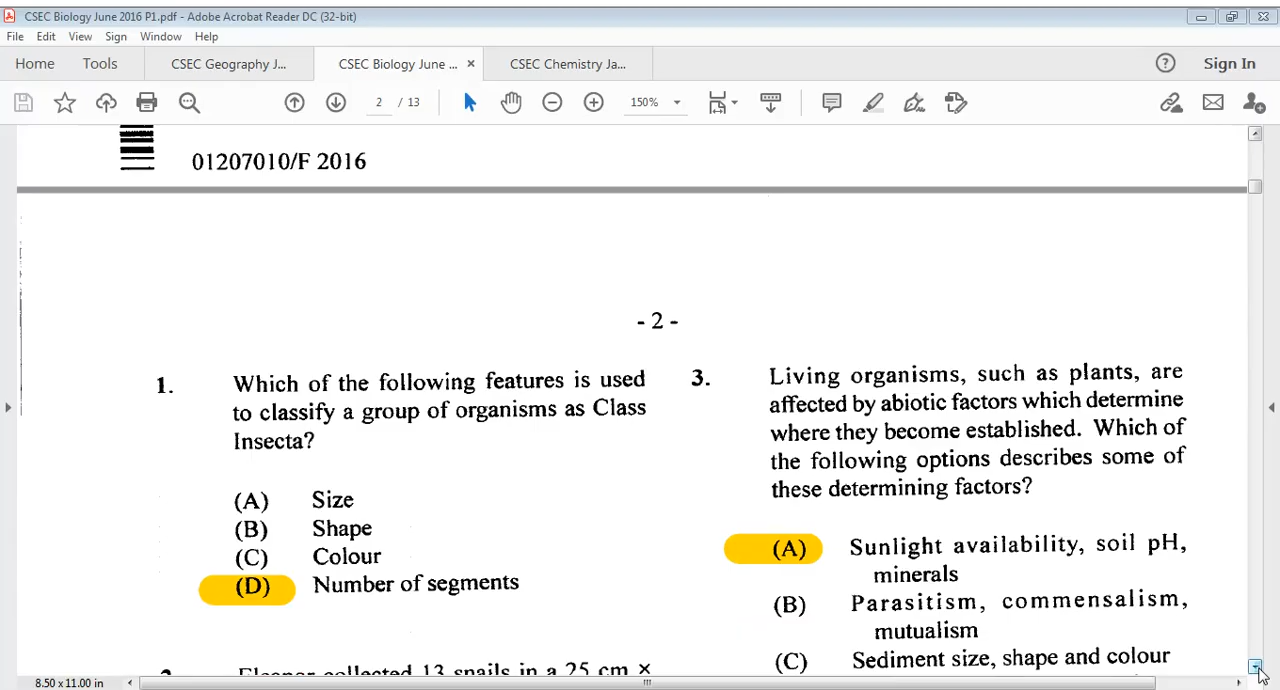 CSEC Biology June 2016 P1.pdf - Adobe Acrobat Reader DC (32-bit)
File Edit View Sign Window Help
Home Tools CSEC Geography J... CSEC Biology June ... × CSEC Chemistry Ja... ? Sign In
2 / 13 150%
01207010/F 2016
- 2 -
1. Which of the following features is used
to classify a group of organisms as Class
Insecta?
(A) Size
(B) Shape
(C) Colour
(D) Number of segments
Eleanor collected 13 snails in a 25 cm ×
3. Living organisms, such as plants, are
affected by abiotic factors which determine
where they become established. Which of
the following options describes some of
these determining factors?
(A) Sunlight availability, soil pH,
minerals
(B) Parasitism, commensalism,
mutualism
(C) Sediment size, shape and colour
8.50 x 11.00 in